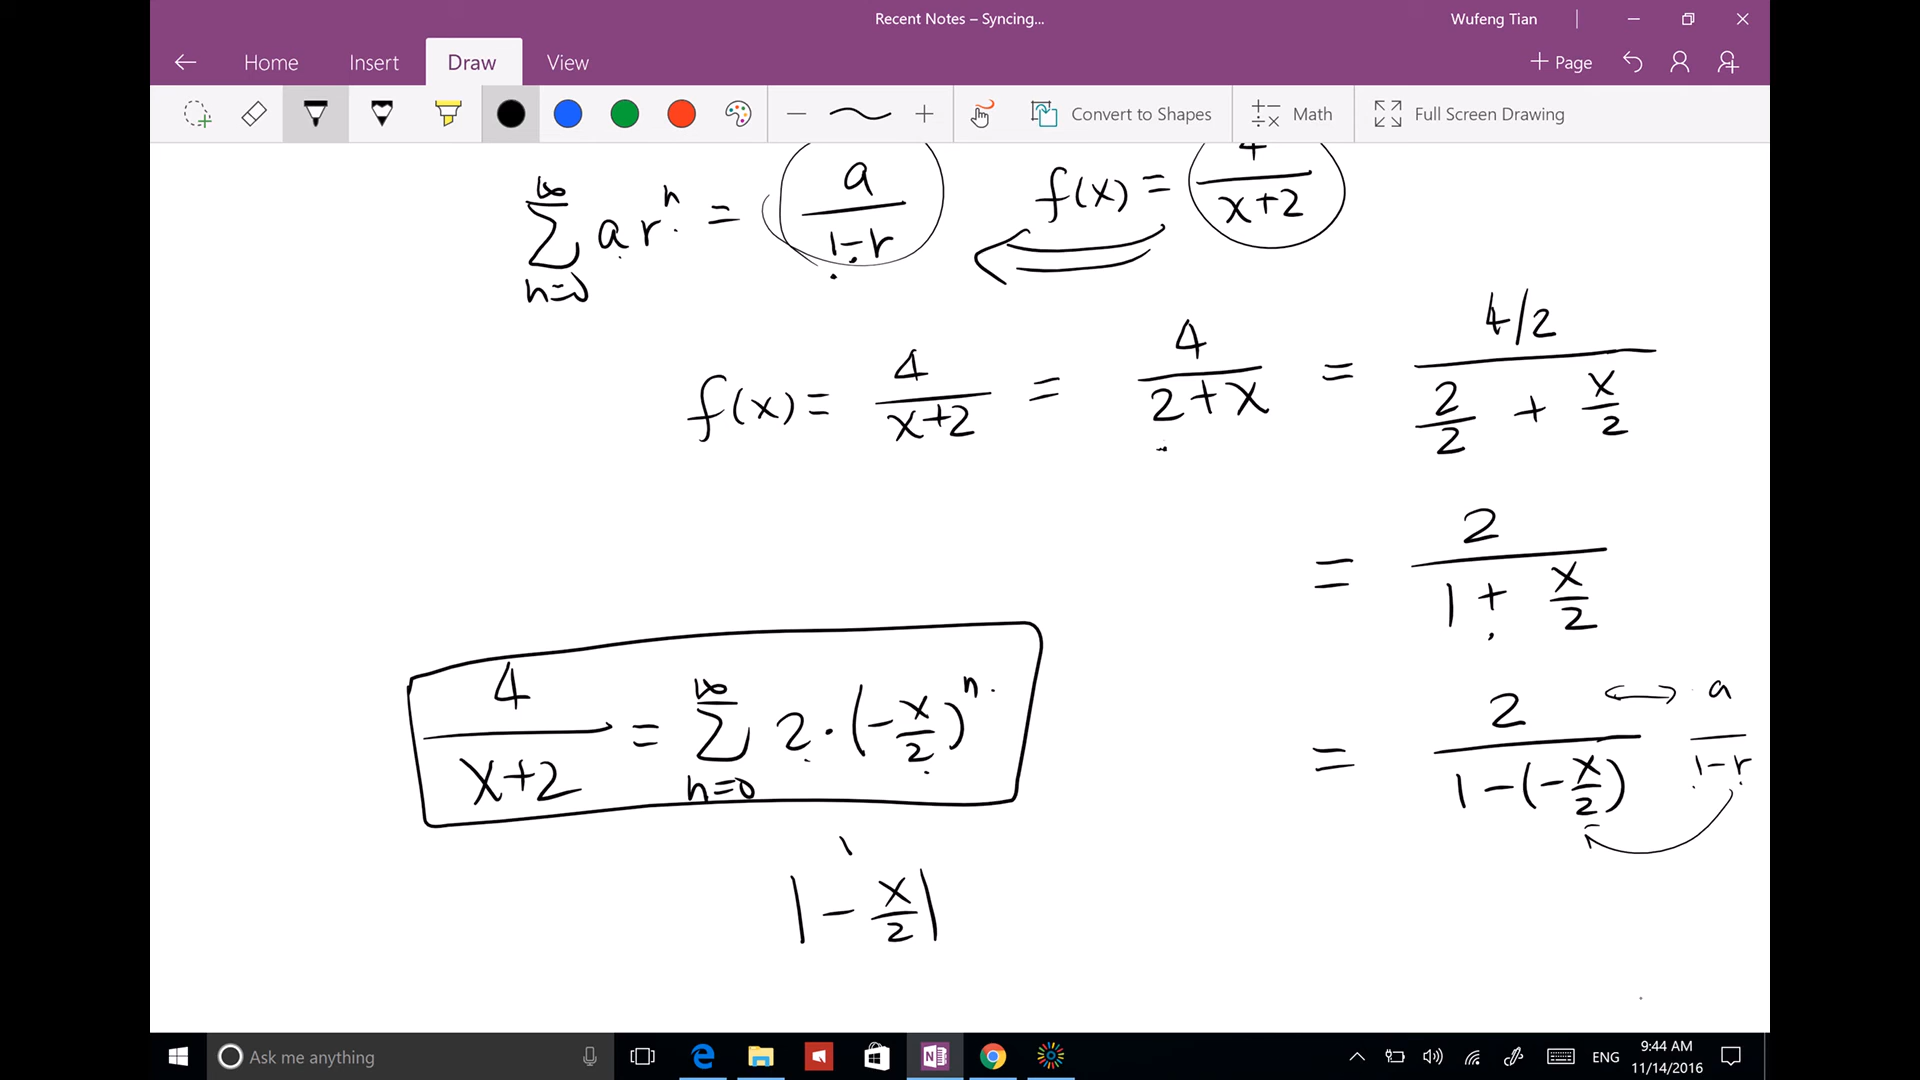 Recent Notes – Syncing...
Wufeng Tian
Home Insert Draw View
Page
Convert to Shapes
Math
Full Screen Drawing
∞
∑ a r^n = a/(1-r)
n=0
f(x) = 4/(x+2)
f(x) = 4/(x+2) = 4/(2+x) = (4/2)/(2/2 + x/2)
= 2/(1 + x/2)
= 2/(1-(-x/2)) ↔ a/(1-r)
4/(x+2) = ∑_{n=0}^∞ 2·(-x/2)^n
|-x/2|
Ask me anything
ENG
9:44 AM
11/14/2016